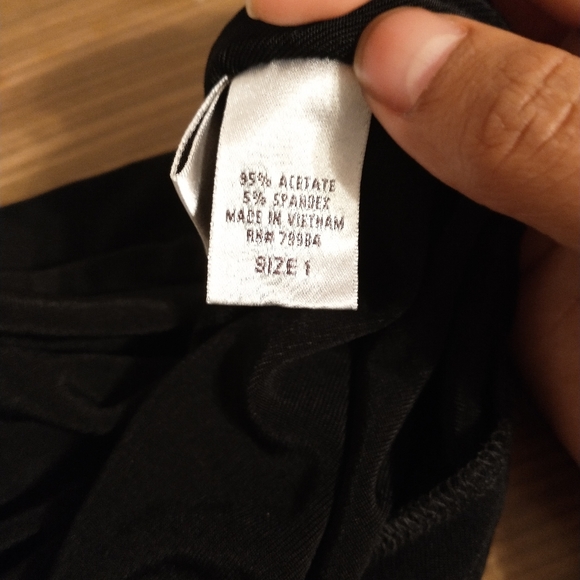 95% ACETATE
5% SPANDEX
MADE IN VIETNAM
RN# 79984
SIZE 1